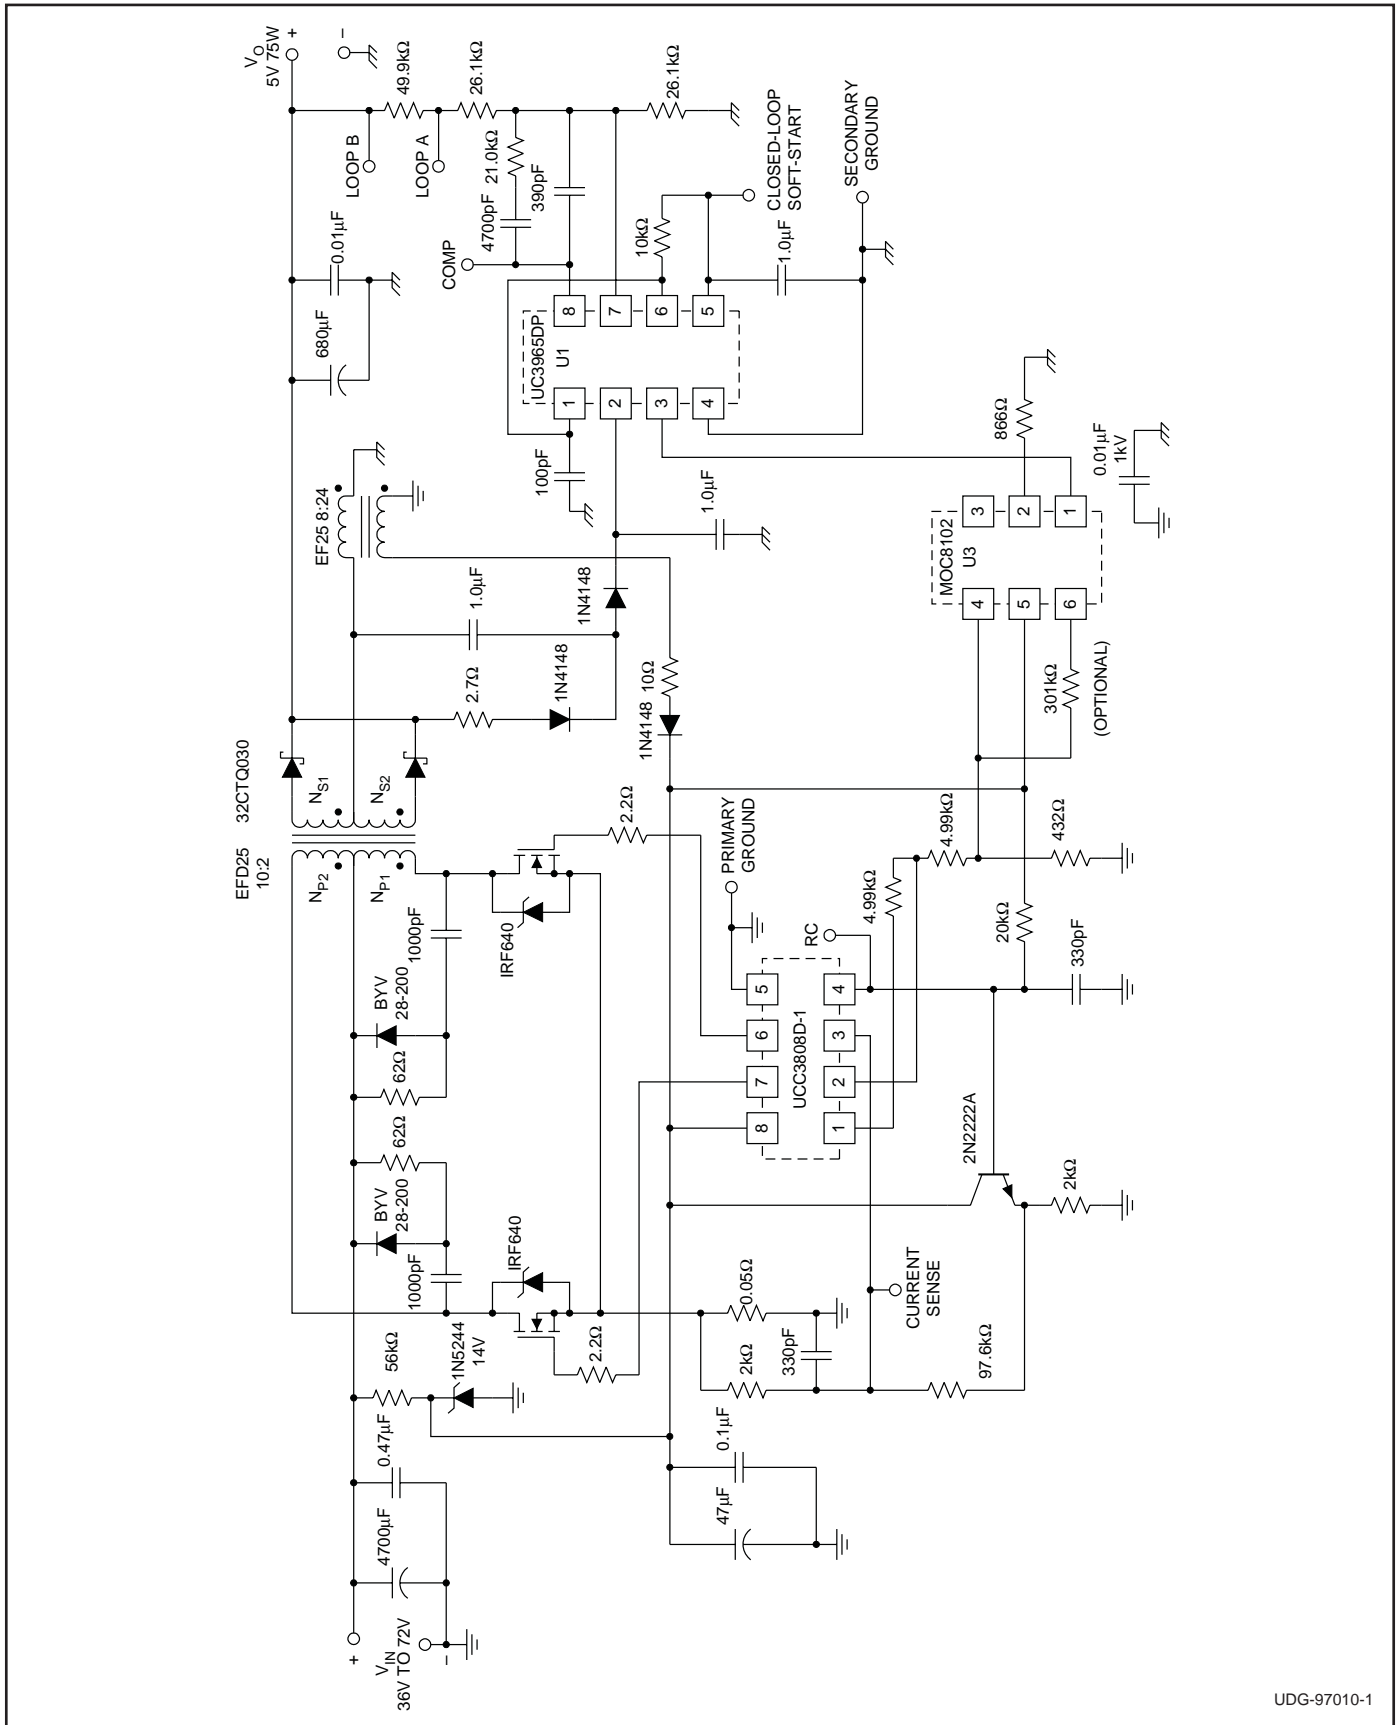 V_O
5V 75W
+
–
LOOP B
49.9kΩ
LOOP A
26.1kΩ
26.1kΩ
21.0kΩ
4700pF
390pF
COMP
CLOSED-LOOP
SOFT-START
SECONDARY
GROUND
10kΩ
1.0µF
0.01µF
680µF
UC3965DP
U1
8
7
6
5
1
2
3
4
100pF
1.0µF
EF25 8:24
866Ω
0.01µF
1kV
MOC8102
U3
3
2
1
4
5
6
301kΩ
(OPTIONAL)
1.0µF
1N4148
2.7Ω
1N4148
1N4148
10Ω
32CTQ030
N_S1
N_S2
EFD25
10:2
N_P2
N_P1
2.2Ω
PRIMARY
GROUND
4.99kΩ
4.99kΩ
432Ω
20kΩ
330pF
RC
UCC3808D-1
5
6
7
8
4
3
2
1
1000pF
BYV
28-200
62Ω
62Ω
BYV
28-200
1000pF
IRF640
IRF640
2.2Ω
2N2222A
2kΩ
CURRENT
SENSE
0.05Ω
2kΩ
330pF
97.6kΩ
56kΩ
1N5244
14V
0.47µF
4700µF
0.1µF
47µF
+
V_IN
36V TO 72V
–
UDG-97010-1